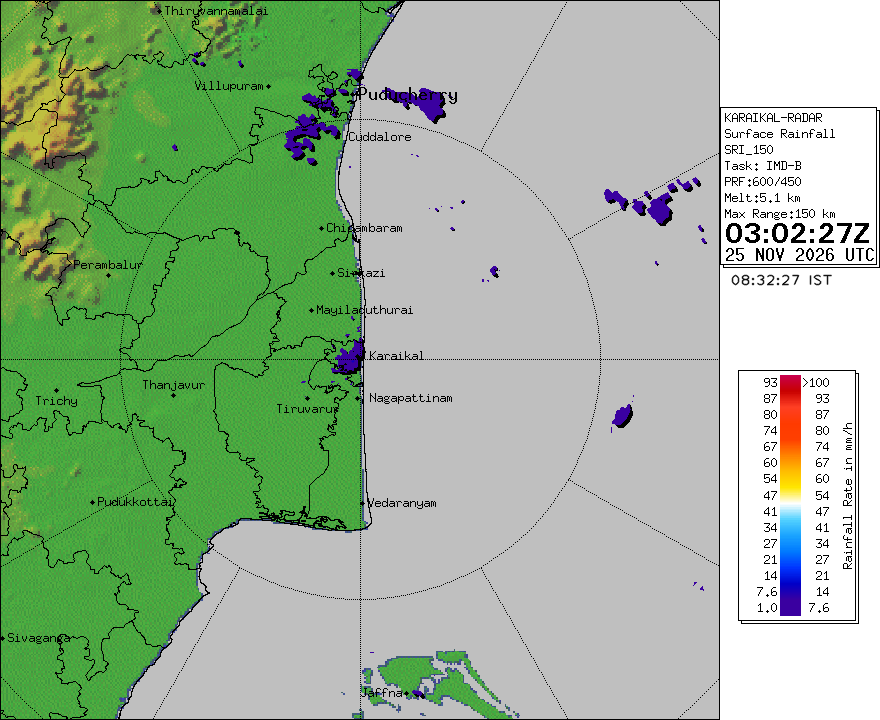 Thiruvannamalai
Villupuram
Puducherry
Cuddalore
Chidambaram
Perambalur
Sirkazi
Mayiladuthurai
Karaikal
Thanjavur
Trichy
Tiruvarur
Nagapattinam
Pudukkottai
Vedaranyam
Sivaganga
Jaffna
KARAIKAL-RADAR
Surface Rainfall
SRI_150
Task: IMD-B
PRF:600/450
Melt:5.1 km
Max Range:150 km
03:02:27Z
25 NOV 2026 UTC
08:32:27 IST
93 >100
87 93
80 87
74 80
67 74
60 67
54 60
47 54
41 47
34 41
27 34
21 27
14 21
7.6 14
1.0 7.6
Rainfall Rate in mm/h